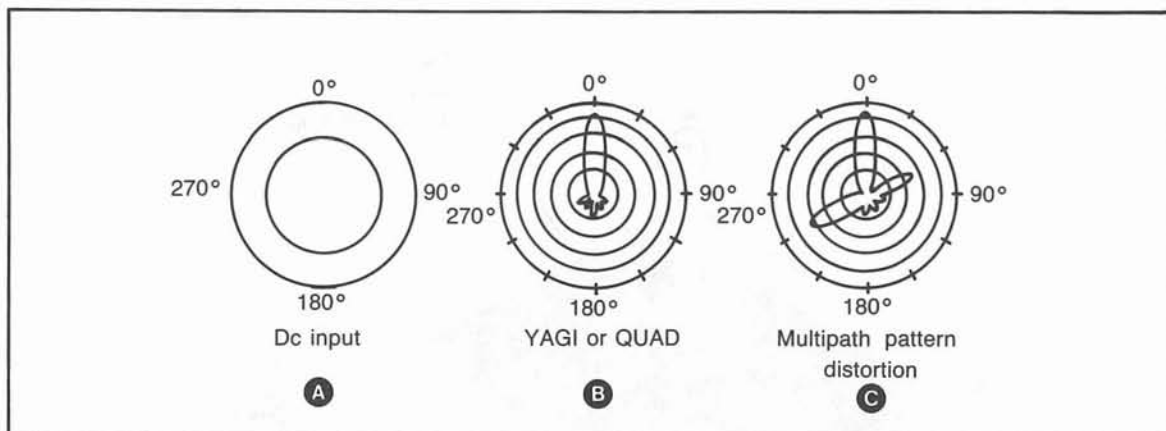 0°
270°
90°
180°
Dc input
A
0°
270°
90°
180°
YAGI or QUAD
B
0°
270°
90°
180°
Multipath pattern
distortion
C